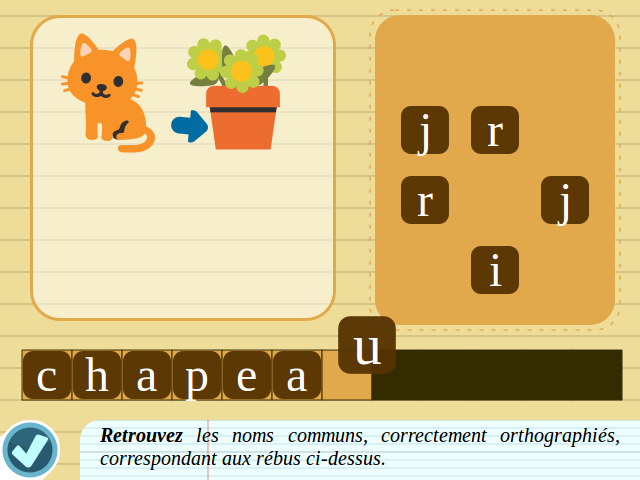 j r
r j
i
u
c h a p e a
Retrouvez les noms communs, correctement orthographiés,
correspondant aux rébus ci-dessus.